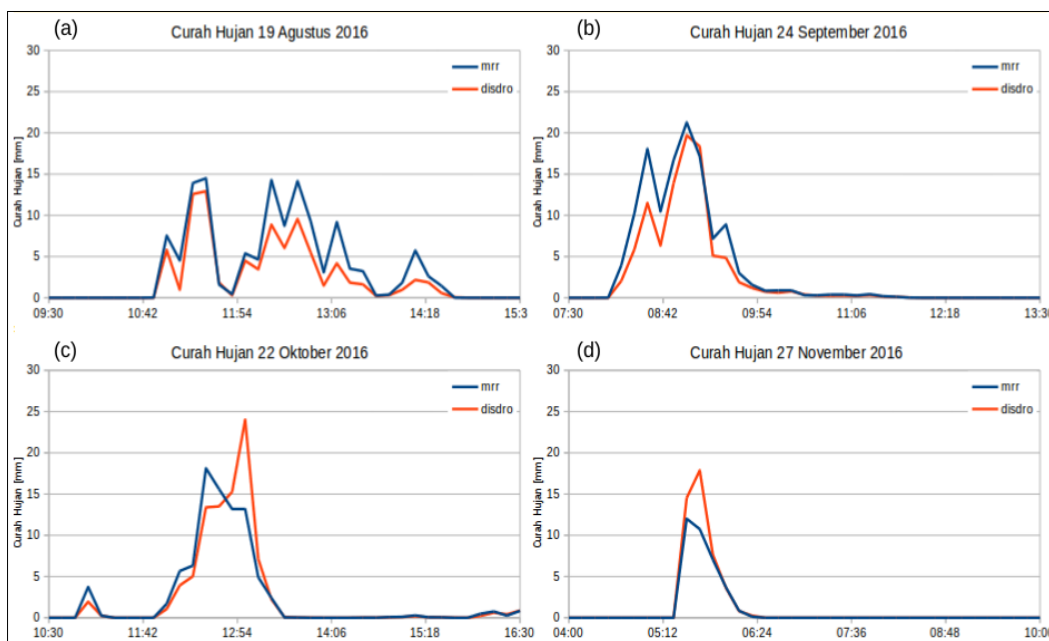 (a)
Curah Hujan 19 Agustus 2016
30
25
20
15
10
5
0
Curah Hujan [mm]
mrr
disdro
09:30 10:42 11:54 13:06 14:18 15:3
(b)
Curah Hujan 24 September 2016
30
25
20
15
10
5
0
Curah Hujan [mm]
mrr
disdro
07:30 08:42 09:54 11:06 12:18 13:30
(c)
Curah Hujan 22 Oktober 2016
30
25
20
15
10
5
0
Curah Hujan [mm]
mrr
disdro
10:30 11:42 12:54 14:06 15:18 16:30
(d)
Curah Hujan 27 November 2016
30
25
20
15
10
5
0
Curah Hujan [mm]
mrr
disdro
04:00 05:12 06:24 07:36 08:48 10:00